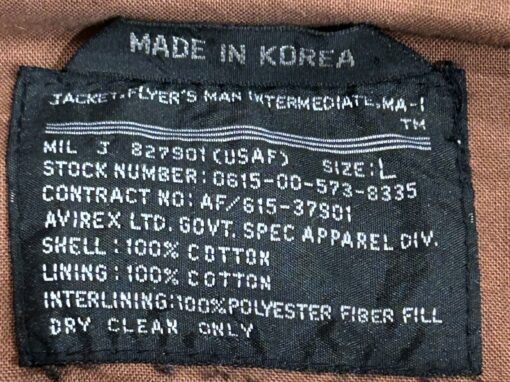 MADE IN KOREA
JACKET, FLYER'S MAN INTERMEDIATE, MA-1
TM
MIL J 827901 (USAF) SIZE: L
STOCK NUMBER: 0615-00-573-8335
CONTRACT NO: AF/615-37901
AVIREX LTD. GOVT. SPEC APPAREL DIV.
SHELL: 100% COTTON
LINING: 100% COTTON
INTERLINING: 100% POLYESTER FIBER FILL
DRY CLEAN ONLY